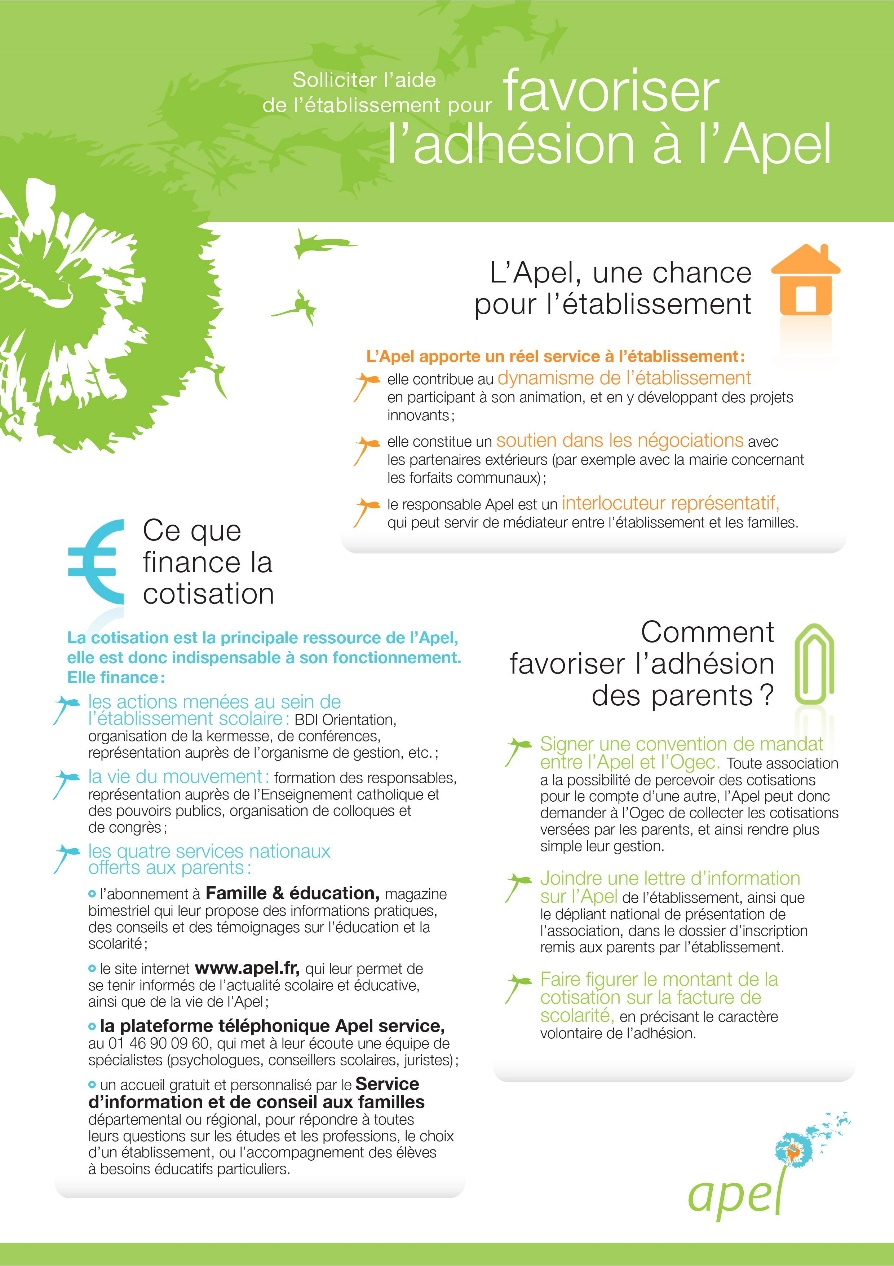 Solliciter l'aide
de l'établissement pour favoriser
l'adhésion à l'Apel
L'Apel, une chance
pour l'établissement
L'Apel apporte un réel service à l'établissement :
elle contribue au dynamisme de l'établissement
en participant à son animation, et en y développant des projets
innovants ;
elle constitue un soutien dans les négociations avec
les partenaires extérieurs (par exemple avec la mairie concernant
les forfaits communaux) ;
le responsable Apel est un interlocuteur représentatif,
qui peut servir de médiateur entre l'établissement et les familles.
Ce que
finance la
cotisation
La cotisation est la principale ressource de l'Apel,
elle est donc indispensable à son fonctionnement.
Elle finance :
les actions menées au sein de
l'établissement scolaire : BDI Orientation,
organisation de la kermesse, de conférences,
représentation auprès de l'organisme de gestion, etc. ;
la vie du mouvement : formation des responsables,
représentation auprès de l'Enseignement catholique et
des pouvoirs publics, organisation de colloques et
de congrès ;
les quatre services nationaux
offerts aux parents :
l'abonnement à Famille & éducation, magazine
bimestriel qui leur propose des informations pratiques,
des conseils et des témoignages sur l'éducation et la
scolarité ;
le site internet www.apel.fr, qui leur permet de
se tenir informés de l'actualité scolaire et éducative,
ainsi que de la vie de l'Apel ;
la plateforme téléphonique Apel service,
au 01 46 90 09 60, qui met à leur écoute une équipe de
spécialistes (psychologues, conseillers scolaires, juristes) ;
un accueil gratuit et personnalisé par le Service
d'information et de conseil aux familles
départemental ou régional, pour répondre à toutes
leurs questions sur les études et les professions, le choix
d'un établissement, ou l'accompagnement des élèves
à besoins éducatifs particuliers.
Comment
favoriser l'adhésion
des parents ?
Signer une convention de mandat
entre l'Apel et l'Ogec. Toute association
a la possibilité de percevoir des cotisations
pour le compte d'une autre, l'Apel peut donc
demander à l'Ogec de collecter les cotisations
versées par les parents, et ainsi rendre plus
simple leur gestion.
Joindre une lettre d'information
sur l'Apel de l'établissement, ainsi que
le dépliant national de présentation de
l'association, dans le dossier d'inscription
remis aux parents par l'établissement.
Faire figurer le montant de la
cotisation sur la facture de
scolarité, en précisant le caractère
volontaire de l'adhésion.
apel